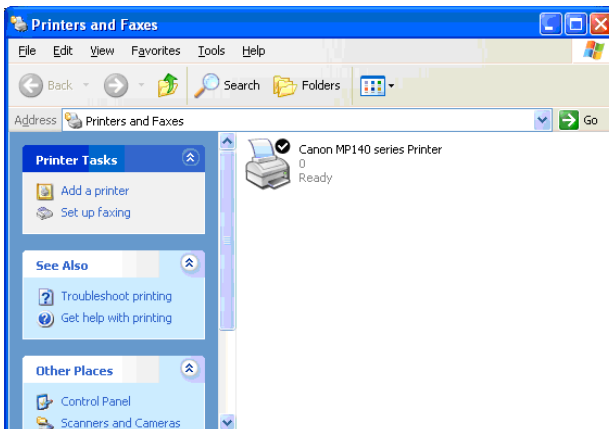 Printers and Faxes
File Edit View Favorites Tools Help
Back Search Folders
Address Printers and Faxes Go
Printer Tasks
Add a printer
Set up faxing
See Also
Troubleshoot printing
Get help with printing
Other Places
Control Panel
Scanners and Cameras
Canon MP140 series Printer
0
Ready